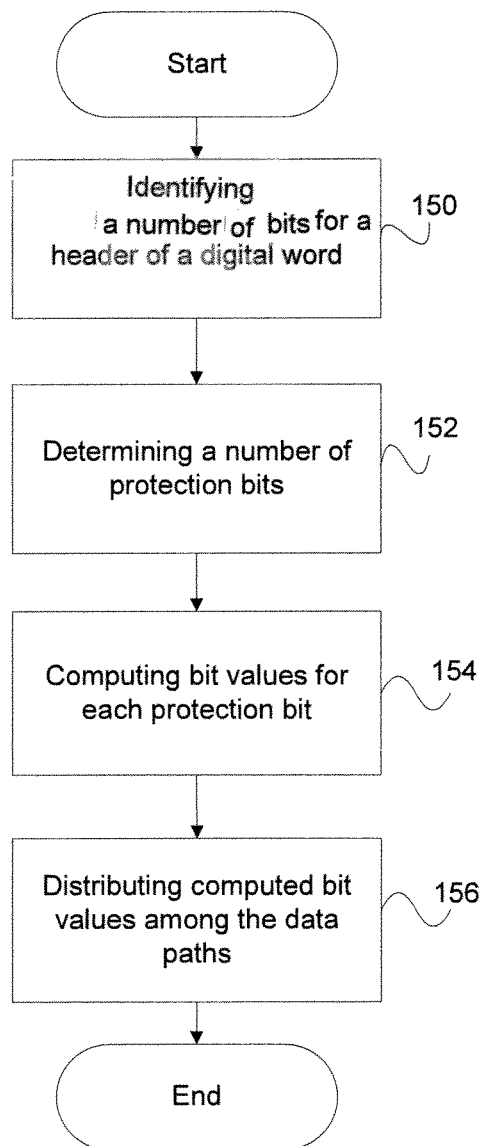 Start
Identifying
a number of bits for a
header of a digital word
150
Determining a number of
protection bits
152
Computing bit values for
each protection bit
154
Distributing computed bit
values among the data
paths
156
End